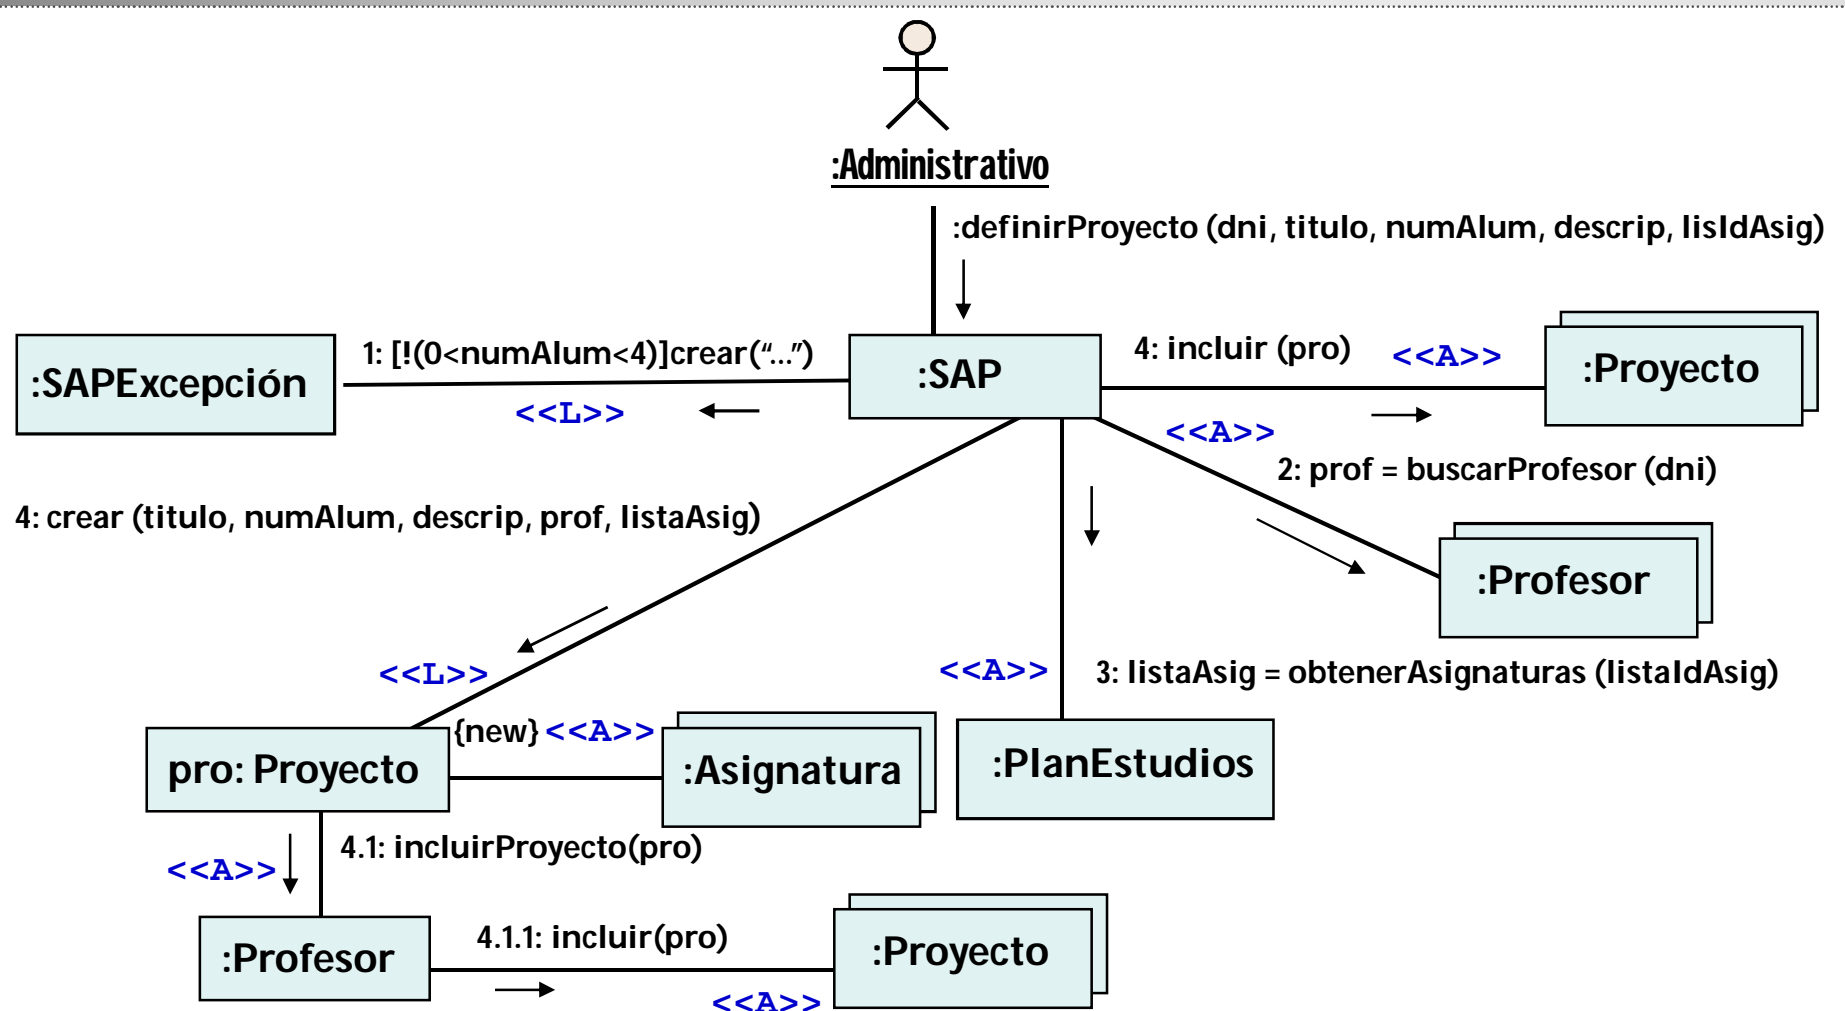 :Administrativo
:definirProyecto (dni, titulo, numAlum, descrip, lisIdAsig)
:SAPExcepción
1: [!(0<numAlum<4)]crear(“...”)
<<L>>
:SAP
4: incluir (pro)
<<A>>
:Proyecto
<<A>>
2: prof = buscarProfesor (dni)
4: crear (titulo, numAlum, descrip, prof, listaAsig)
:Profesor
<<L>>
<<A>>
3: listaAsig = obtenerAsignaturas (listaIdAsig)
{new}
<<A>>
pro: Proyecto
:Asignatura
:PlanEstudios
4.1: incluirProyecto(pro)
<<A>>
:Profesor
4.1.1: incluir(pro)
<<A>>
:Proyecto